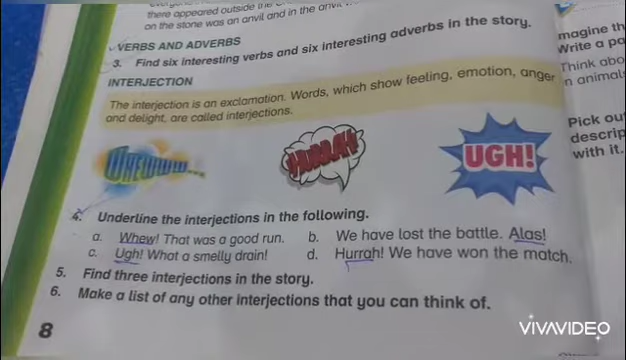 there appeared outside the
on the stone was an anvil and in the anvil
VERBS AND ADVERBS
3. Find six interesting verbs and six interesting adverbs in the story.
INTERJECTION
The interjection is an exclamation. Words, which show feeling, emotion, anger
and delight, are called interjections.
WHEWWW...
HURRAH!
UGH!
4. Underline the interjections in the following.
a. Whew! That was a good run. b. We have lost the battle. Alas!
c. Ugh! What a smelly drain! d. Hurrah! We have won the match.
5. Find three interjections in the story.
6. Make a list of any other interjections that you can think of.
8
magine th
Write a pa
Think abo
n animal
Pick ou
descrip
with it.
VIVAVIDEO